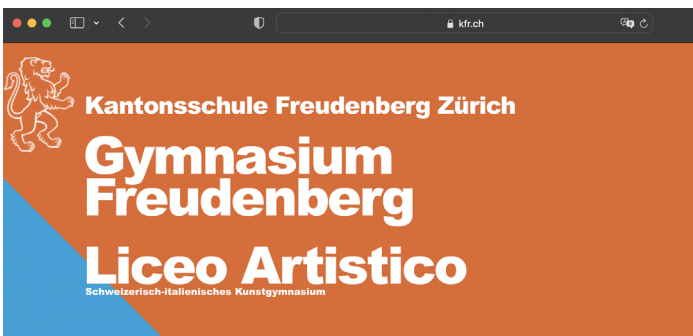 kfr.ch
Kantonsschule Freudenberg Zürich
Gymnasium
Freudenberg
Liceo Artistico
Schweizerisch-italienisches Kunstgymnasium